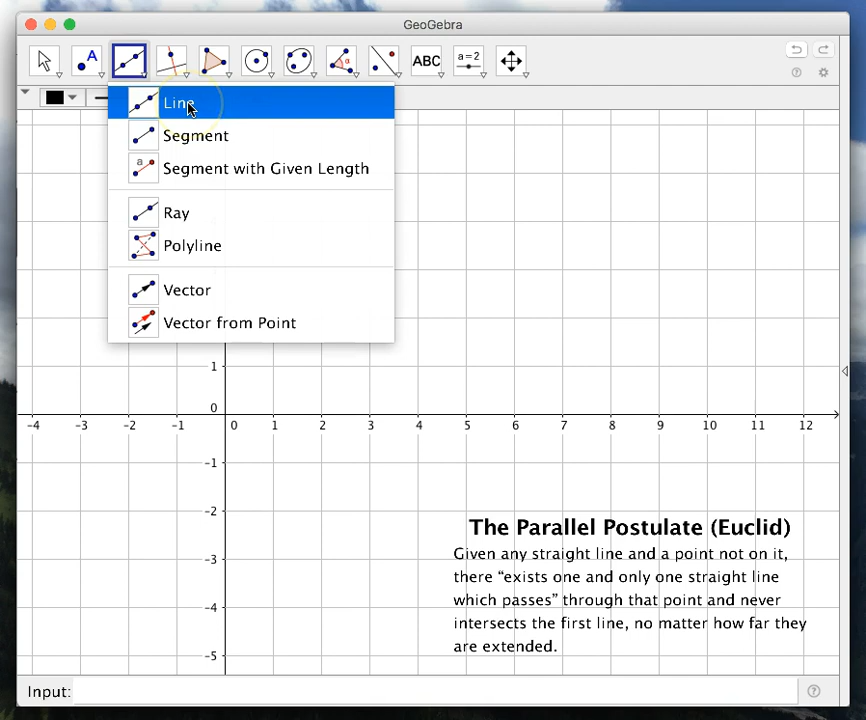 GeoGebra
A
ABC
a=2
α
Line
Segment
a
Segment with Given Length
Ray
Polyline
Vector
Vector from Point
1
0
-4 -3 -2 -1 0 1 2 3 4 5 6 7 8 9 10 11 12
-1
-2
-3
-4
-5
The Parallel Postulate (Euclid)
Given any straight line and a point not on it,
there “exists one and only one straight line
which passes” through that point and never
intersects the first line, no matter how far they
are extended.
Input: